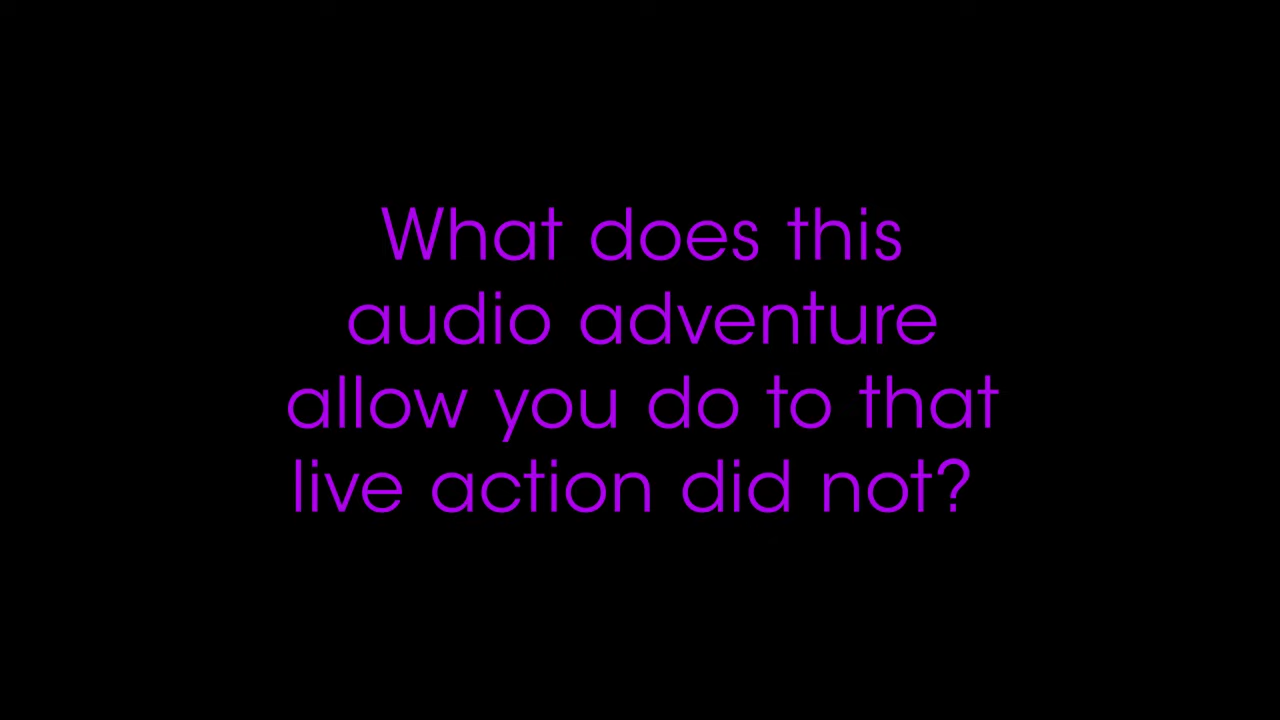 What does this
audio adventure
allow you do to that
live action did not?